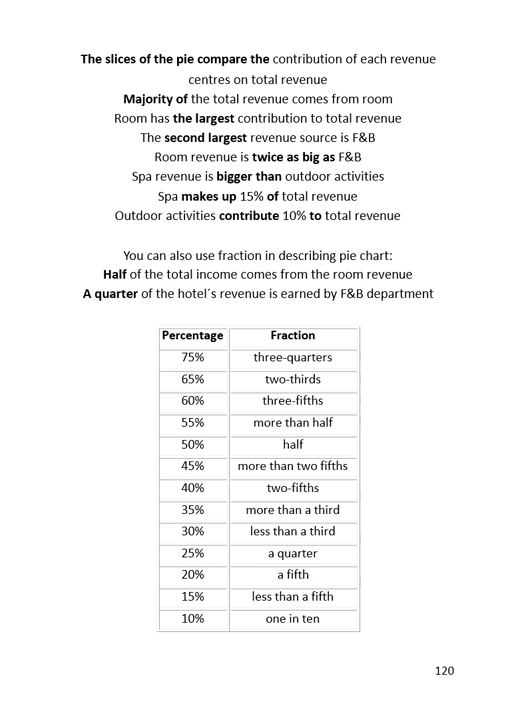 The slices of the pie compare the contribution of each revenue
centres on total revenue
Majority of the total revenue comes from room
Room has the largest contribution to total revenue
The second largest revenue source is F&B
Room revenue is twice as big as F&B
Spa revenue is bigger than outdoor activities
Spa makes up 15% of total revenue
Outdoor activities contribute 10% to total revenue
You can also use fraction in describing pie chart:
Half of the total income comes from the room revenue
A quarter of the hotel´s revenue is earned by F&B department
Percentage Fraction
75% three-quarters
65% two-thirds
60% three-fifths
55% more than half
50% half
45% more than two fifths
40% two-fifths
35% more than a third
30% less than a third
25% a quarter
20% a fifth
15% less than a fifth
10% one in ten
120